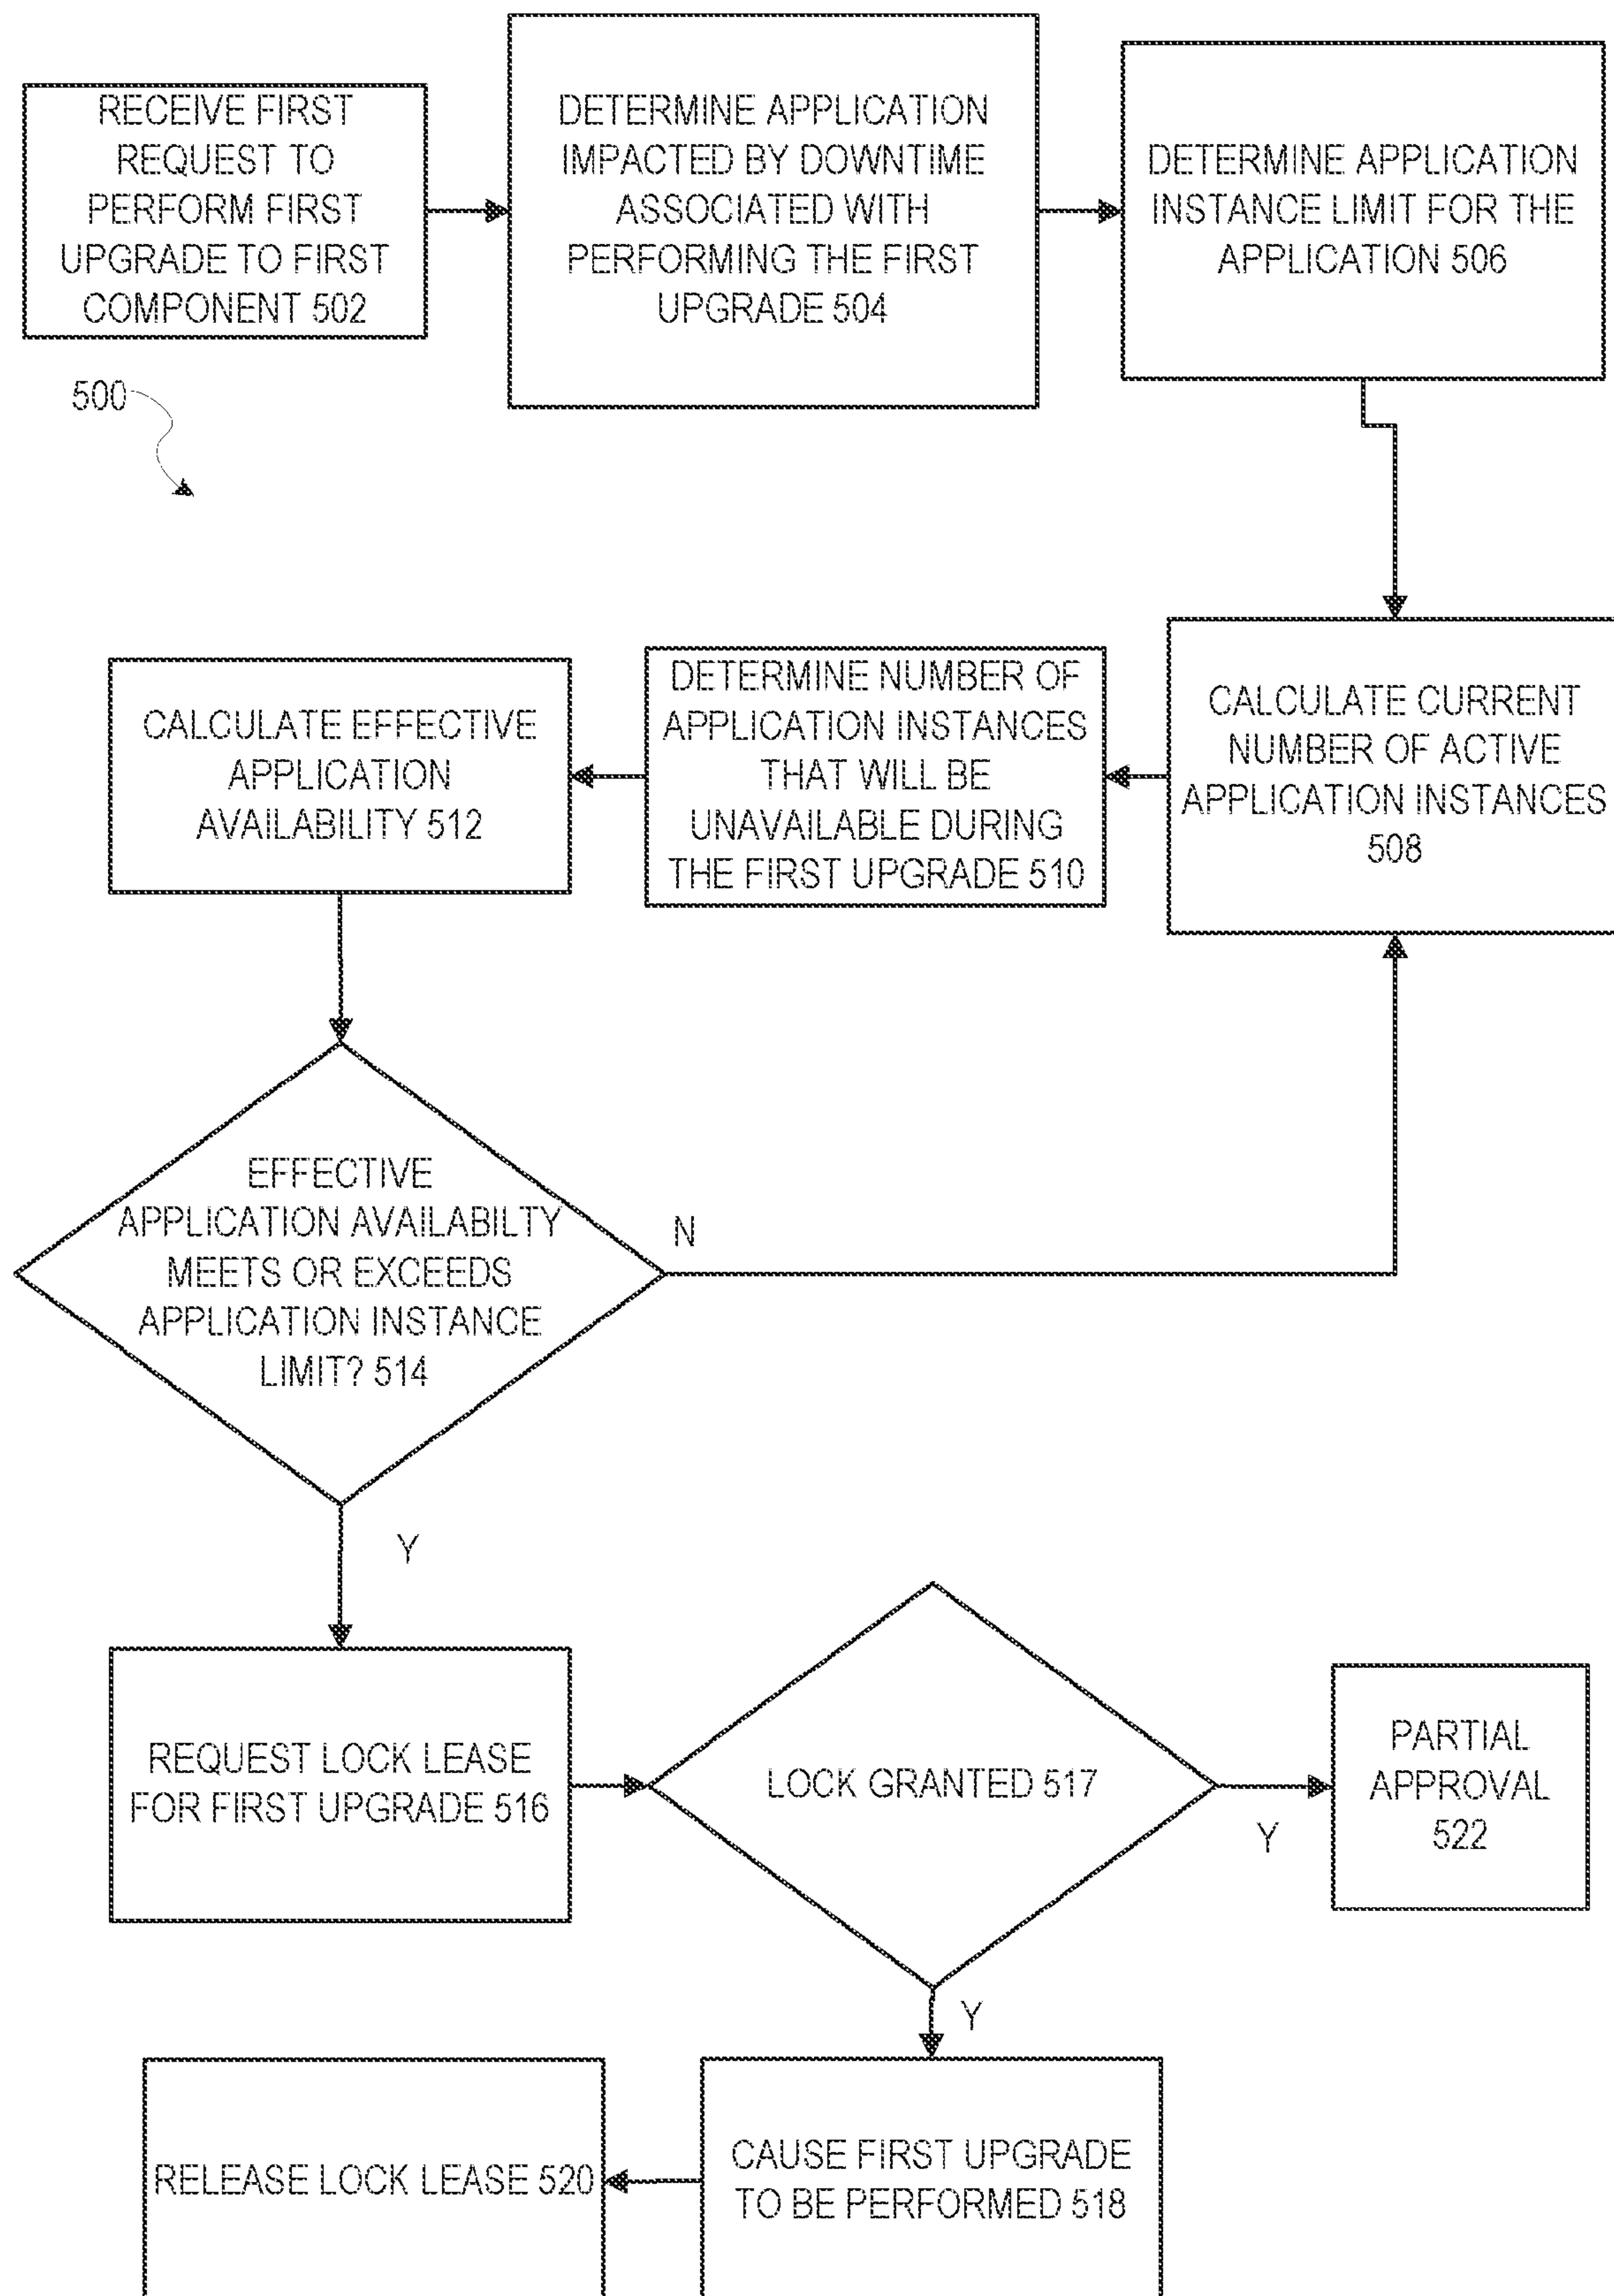 RECEIVE FIRST
REQUEST TO
PERFORM FIRST
UPGRADE TO FIRST
COMPONENT 502
DETERMINE APPLICATION
IMPACTED BY DOWNTIME
ASSOCIATED WITH
PERFORMING THE FIRST
UPGRADE 504
DETERMINE APPLICATION
INSTANCE LIMIT FOR THE
APPLICATION 506
500
CALCULATE CURRENT
NUMBER OF ACTIVE
APPLICATION INSTANCES
508
DETERMINE NUMBER OF
APPLICATION INSTANCES
THAT WILL BE
UNAVAILABLE DURING
THE FIRST UPGRADE 510
CALCULATE EFFECTIVE
APPLICATION
AVAILABILITY 512
EFFECTIVE
APPLICATION AVAILABILTY
MEETS OR EXCEEDS
APPLICATION INSTANCE
LIMIT? 514
N
Y
REQUEST LOCK LEASE
FOR FIRST UPGRADE 516
LOCK GRANTED 517
Y
PARTIAL
APPROVAL
522
Y
CAUSE FIRST UPGRADE
TO BE PERFORMED 518
RELEASE LOCK LEASE 520